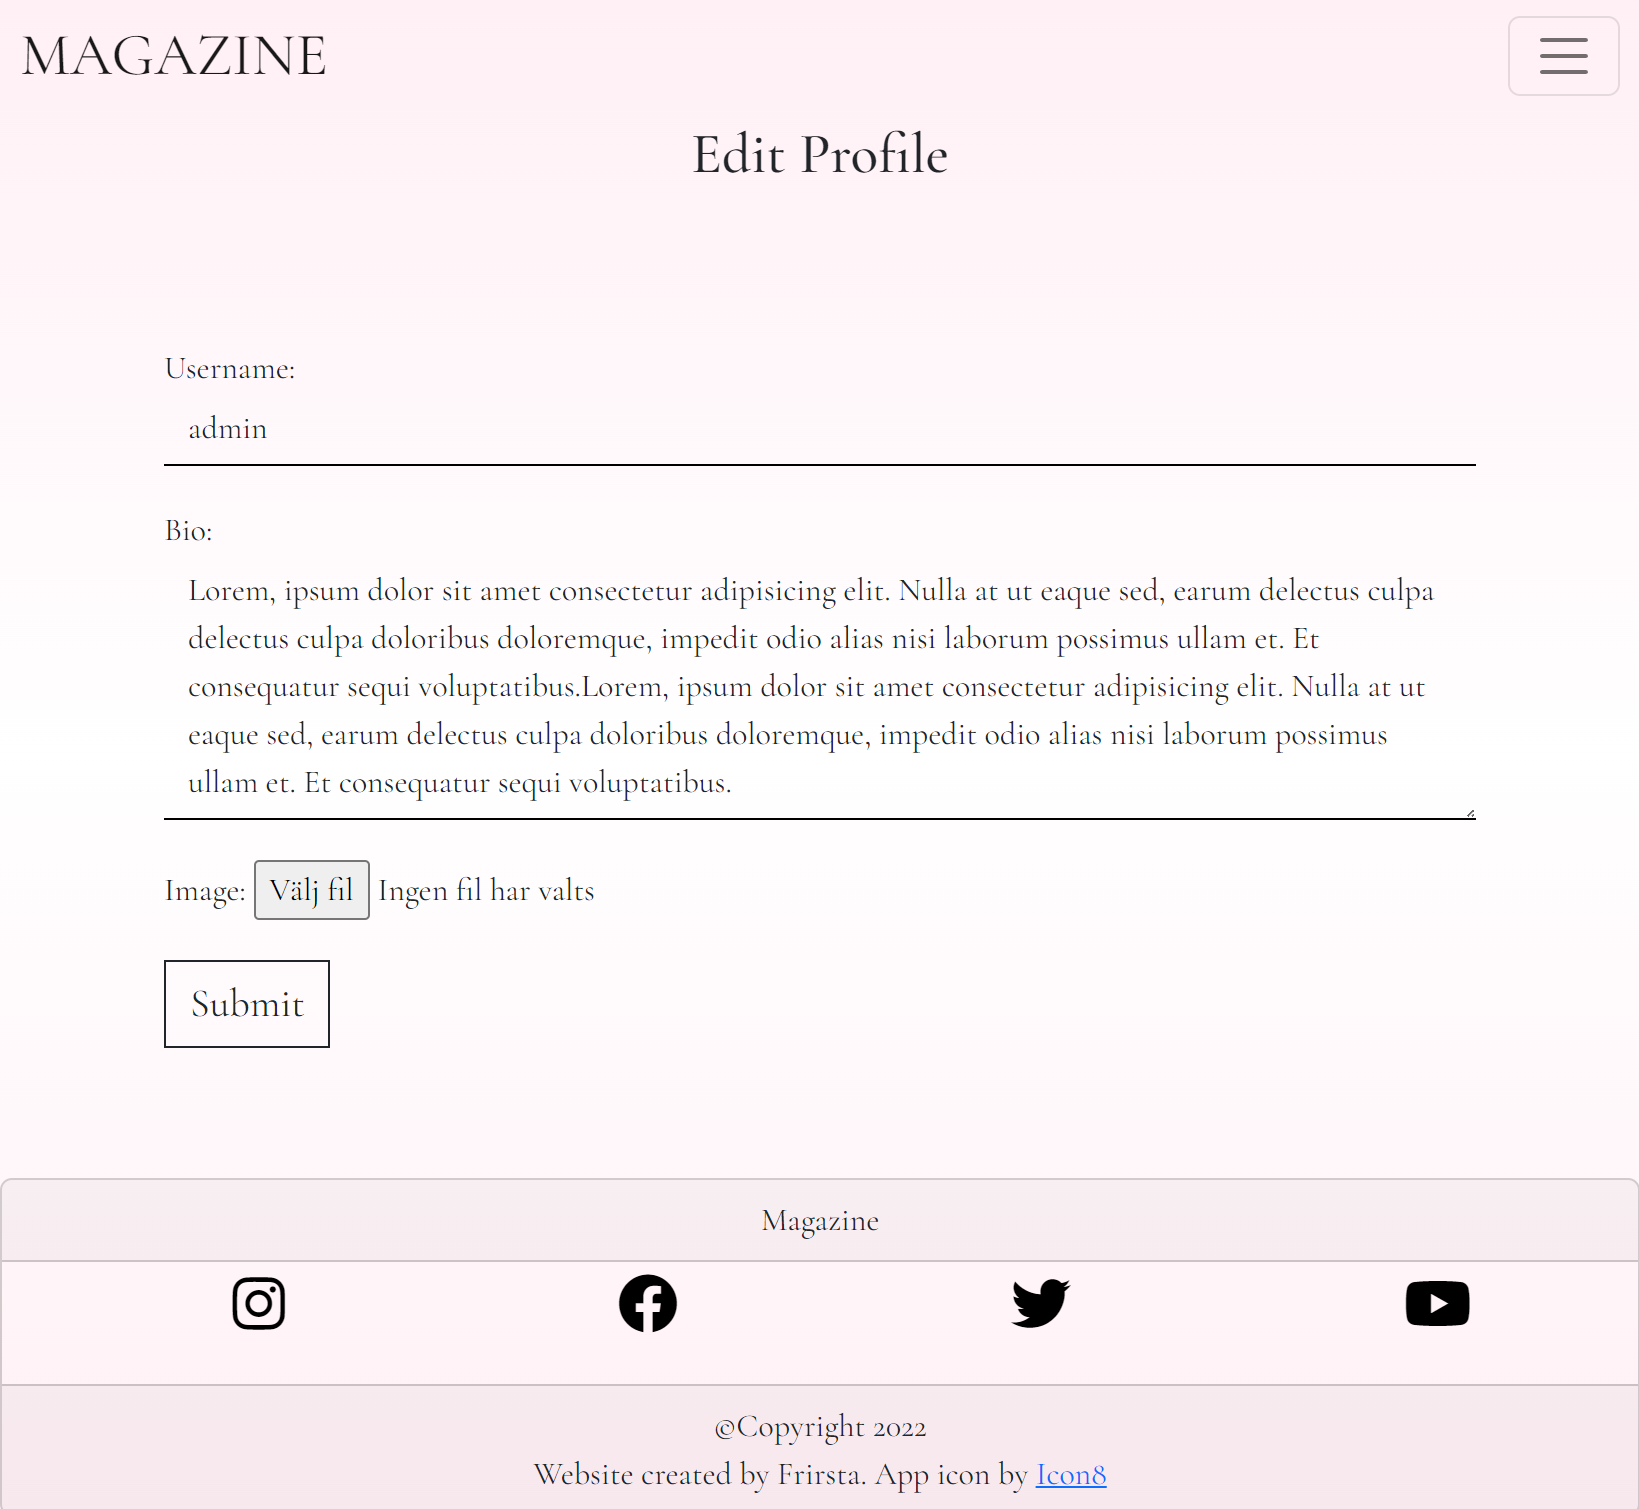 MAGAZINE
Edit Profile
Username:
admin
Bio:
Lorem, ipsum dolor sit amet consectetur adipisicing elit. Nulla at ut eaque sed, earum delectus culpa
delectus culpa doloribus doloremque, impedit odio alias nisi laborum possimus ullam et. Et
consequatur sequi voluptatibus.Lorem, ipsum dolor sit amet consectetur adipisicing elit. Nulla at ut
eaque sed, earum delectus culpa doloribus doloremque, impedit odio alias nisi laborum possimus
ullam et. Et consequatur sequi voluptatibus.
Image: Välj fil Ingen fil har valts
Submit
Magazine
©Copyright 2022
Website created by Frirsta. App icon by Icon8